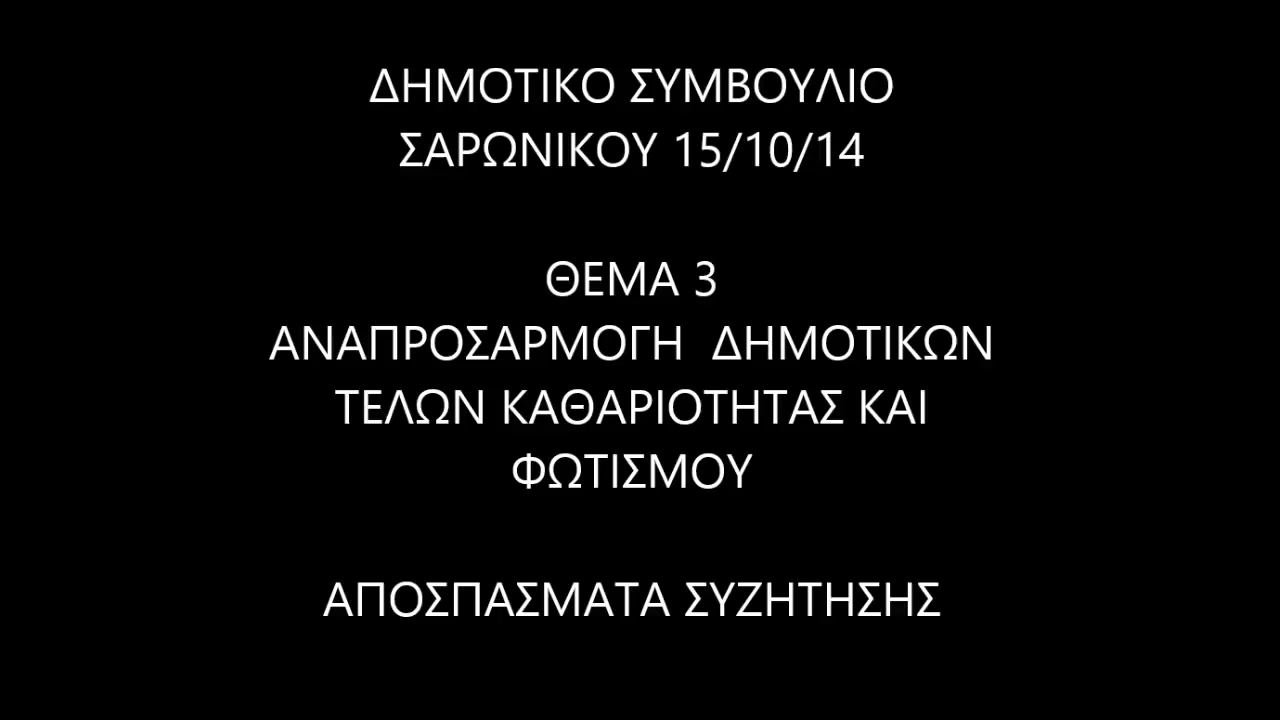 ΔΗΜΟΤΙΚΟ ΣΥΜΒΟΥΛΙΟ
ΣΑΡΩΝΙΚΟΥ 15/10/14
ΘΕΜΑ 3
ΑΝΑΠΡΟΣΑΡΜΟΓΗ  ΔΗΜΟΤΙΚΩΝ
ΤΕΛΩΝ ΚΑΘΑΡΙΟΤΗΤΑΣ ΚΑΙ
ΦΩΤΙΣΜΟΥ
ΑΠΟΣΠΑΣΜΑΤΑ ΣΥΖΗΤΗΣΗΣ